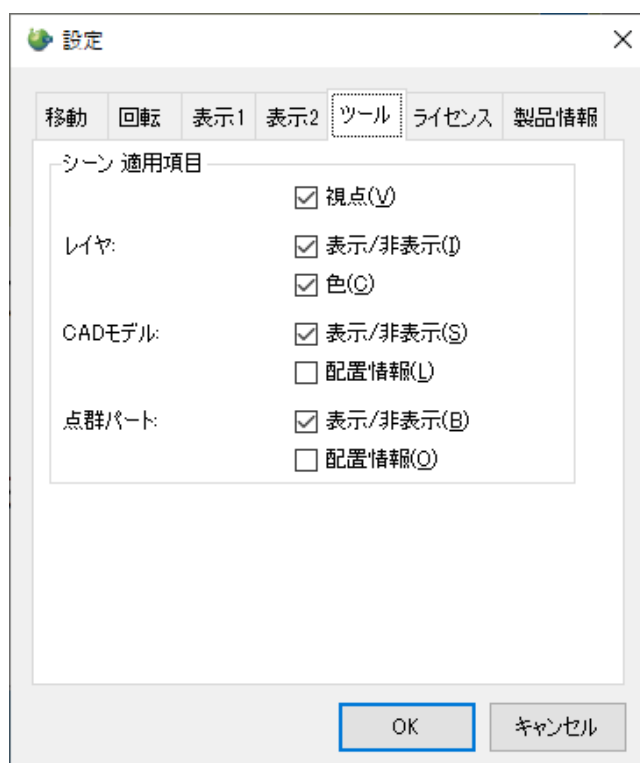 設定
移動 回転 表示1 表示2 ツール ライセンス 製品情報
シーン 適用項目
視点(V)
レイヤ: 表示/非表示(I)
色(C)
CADモデル: 表示/非表示(S)
配置情報(L)
点群パート: 表示/非表示(B)
配置情報(O)
OK キャンセル